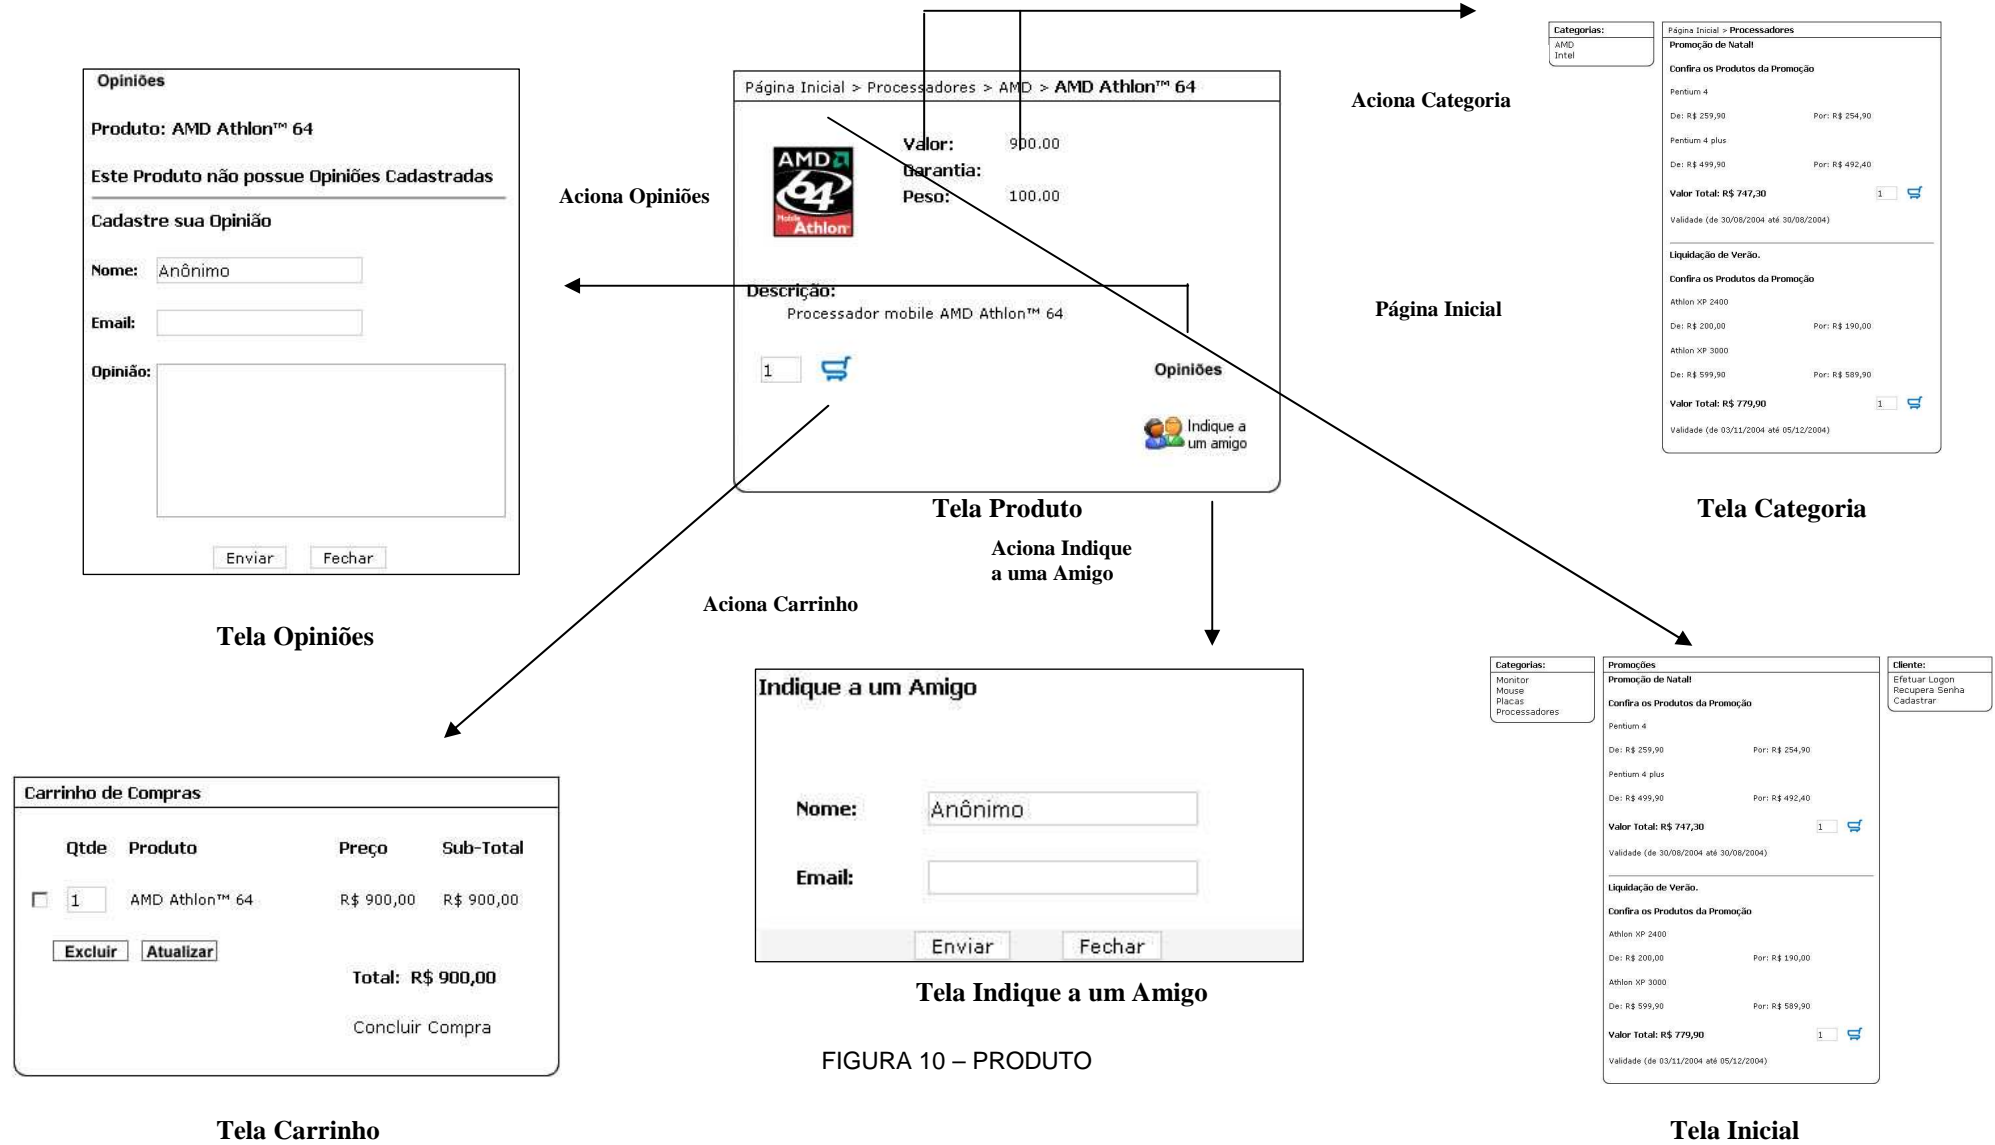 Opiniões
Produto: AMD Athlon™ 64
Este Produto não possue Opiniões Cadastradas
Cadastre sua Opinião
Nome: Anônimo
Email:
Opinião:
Enviar Fechar
Tela Opiniões
Aciona Opiniões
Página Inicial > Processadores > AMD > AMD Athlon™ 64
AMD
64
Mobile
Athlon
Valor: 900.00
Garantia:
Peso: 100.00
Descrição:
Processador mobile AMD Athlon™ 64
1
Opiniões
Indique a
um amigo
Tela Produto
Aciona Categoria
Categorias:
AMD
Intel
Página Inicial > Processadores
Promoção de Natal!
Confira os Produtos da Promoção
Pentium 4
De: R$ 259,90 Por: R$ 254,90
Pentium 4 plus
De: R$ 499,90 Por: R$ 492,40
Valor Total: R$ 747,30 1
Validade (de 30/08/2004 até 30/08/2004)
Liquidação de Verão.
Confira os Produtos da Promoção
Athlon XP 2400
De: R$ 200,00 Por: R$ 190,00
Athlon XP 3000
De: R$ 599,90 Por: R$ 589,90
Valor Total: R$ 779,90 1
Validade (de 03/11/2004 até 05/12/2004)
Tela Categoria
Página Inicial
Aciona Indique
a uma Amigo
Aciona Carrinho
Carrinho de Compras
Qtde Produto Preço Sub-Total
1 AMD Athlon™ 64 R$ 900,00 R$ 900,00
Excluir Atualizar
Total: R$ 900,00
Concluir Compra
Tela Carrinho
Indique a um Amigo
Nome: Anônimo
Email:
Enviar Fechar
Tela Indique a um Amigo
Categorias:
Monitor
Mouse
Placas
Processadores
Promoções
Promoção de Natal!
Confira os Produtos da Promoção
Pentium 4
De: R$ 259,90 Por: R$ 254,90
Pentium 4 plus
De: R$ 499,90 Por: R$ 492,40
Valor Total: R$ 747,30 1
Validade (de 30/08/2004 até 30/08/2004)
Liquidação de Verão.
Confira os Produtos da Promoção
Athlon XP 2400
De: R$ 200,00 Por: R$ 190,00
Athlon XP 3000
De: R$ 599,90 Por: R$ 589,90
Valor Total: R$ 779,90 1
Validade (de 03/11/2004 até 05/12/2004)
Cliente:
Efetuar Logon
Recupera Senha
Cadastrar
Tela Inicial
FIGURA 10 – PRODUTO